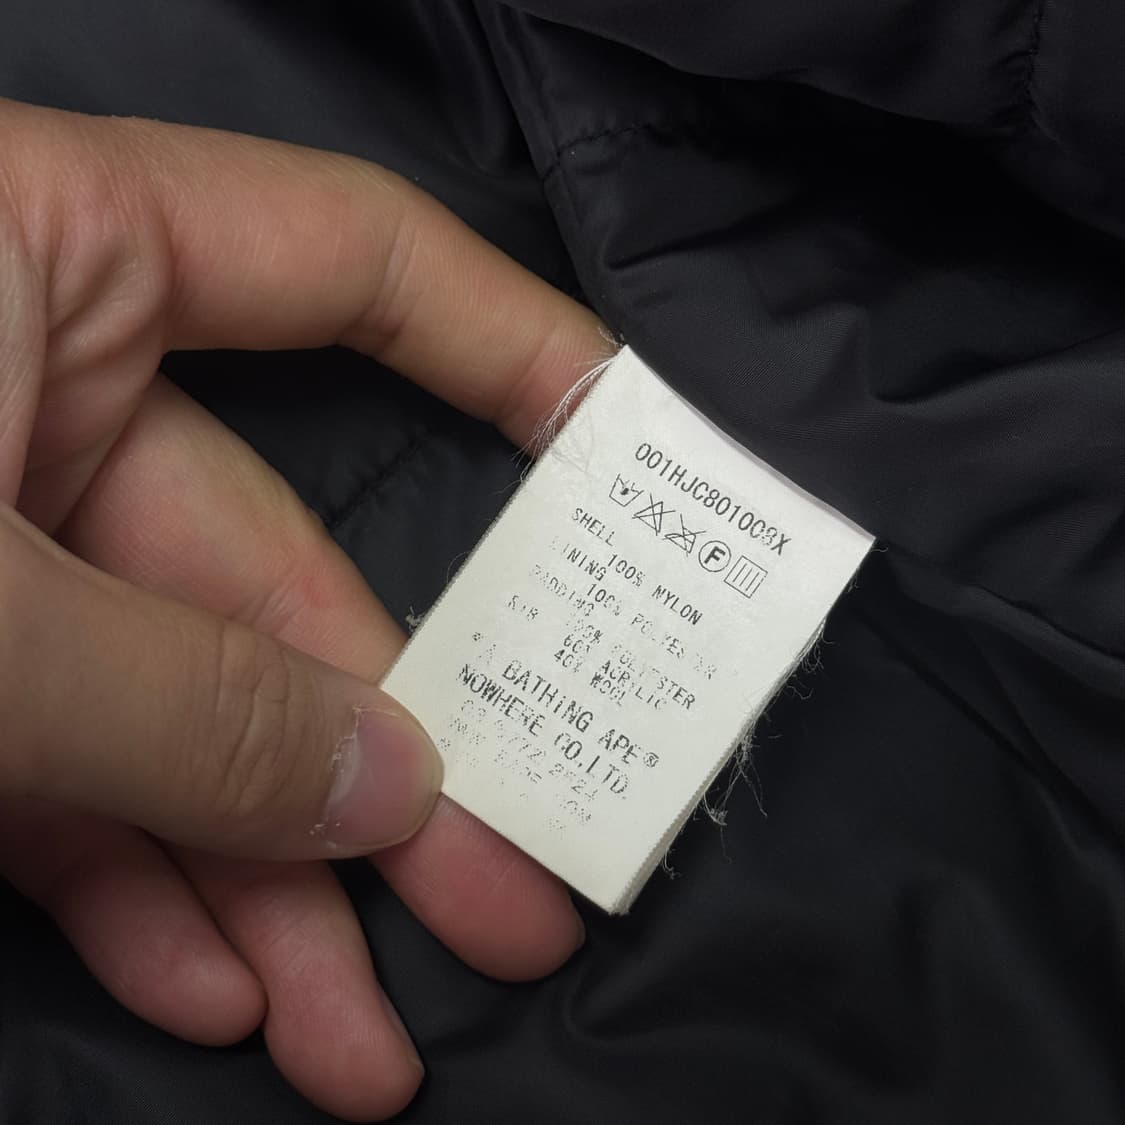 001HJC801008X
F
SHELL 100% NYLON
LINING 100% POLYESTER
PADDING 100% POLYESTER
RIB 60% ACRYLIC
40% WOOL
A BATHING APE®
NOWHERE CO.,LTD.